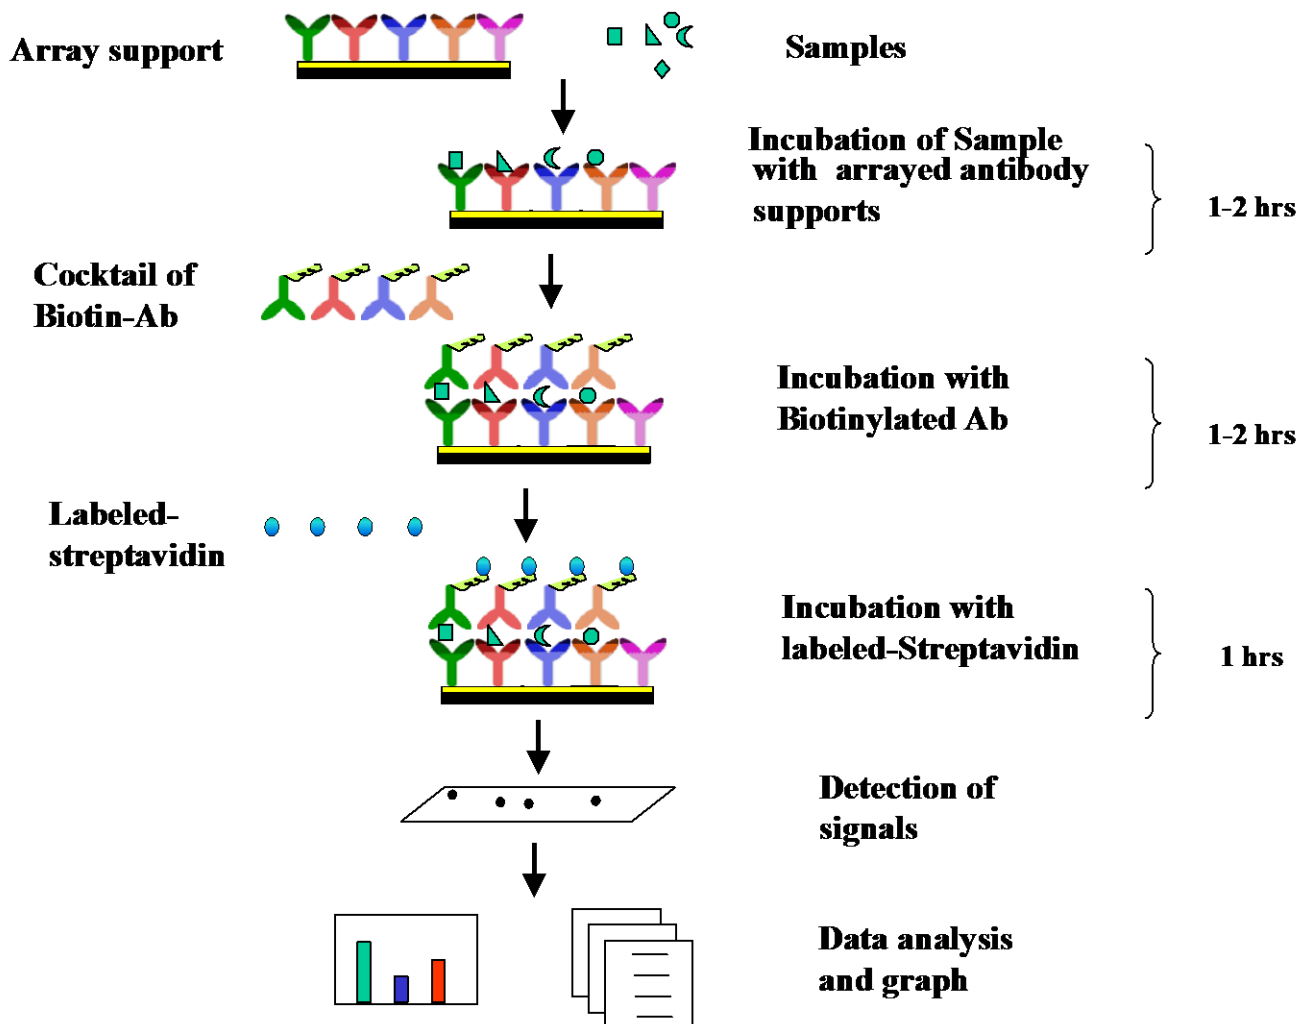 Array support
Samples
Incubation of Sample
with arrayed antibody
supports
1-2 hrs
Cocktail of
Biotin-Ab
Incubation with
Biotinylated Ab
1-2 hrs
Labeled-
streptavidin
Incubation with
labeled-Streptavidin
1 hrs
Detection of
signals
Data analysis
and graph